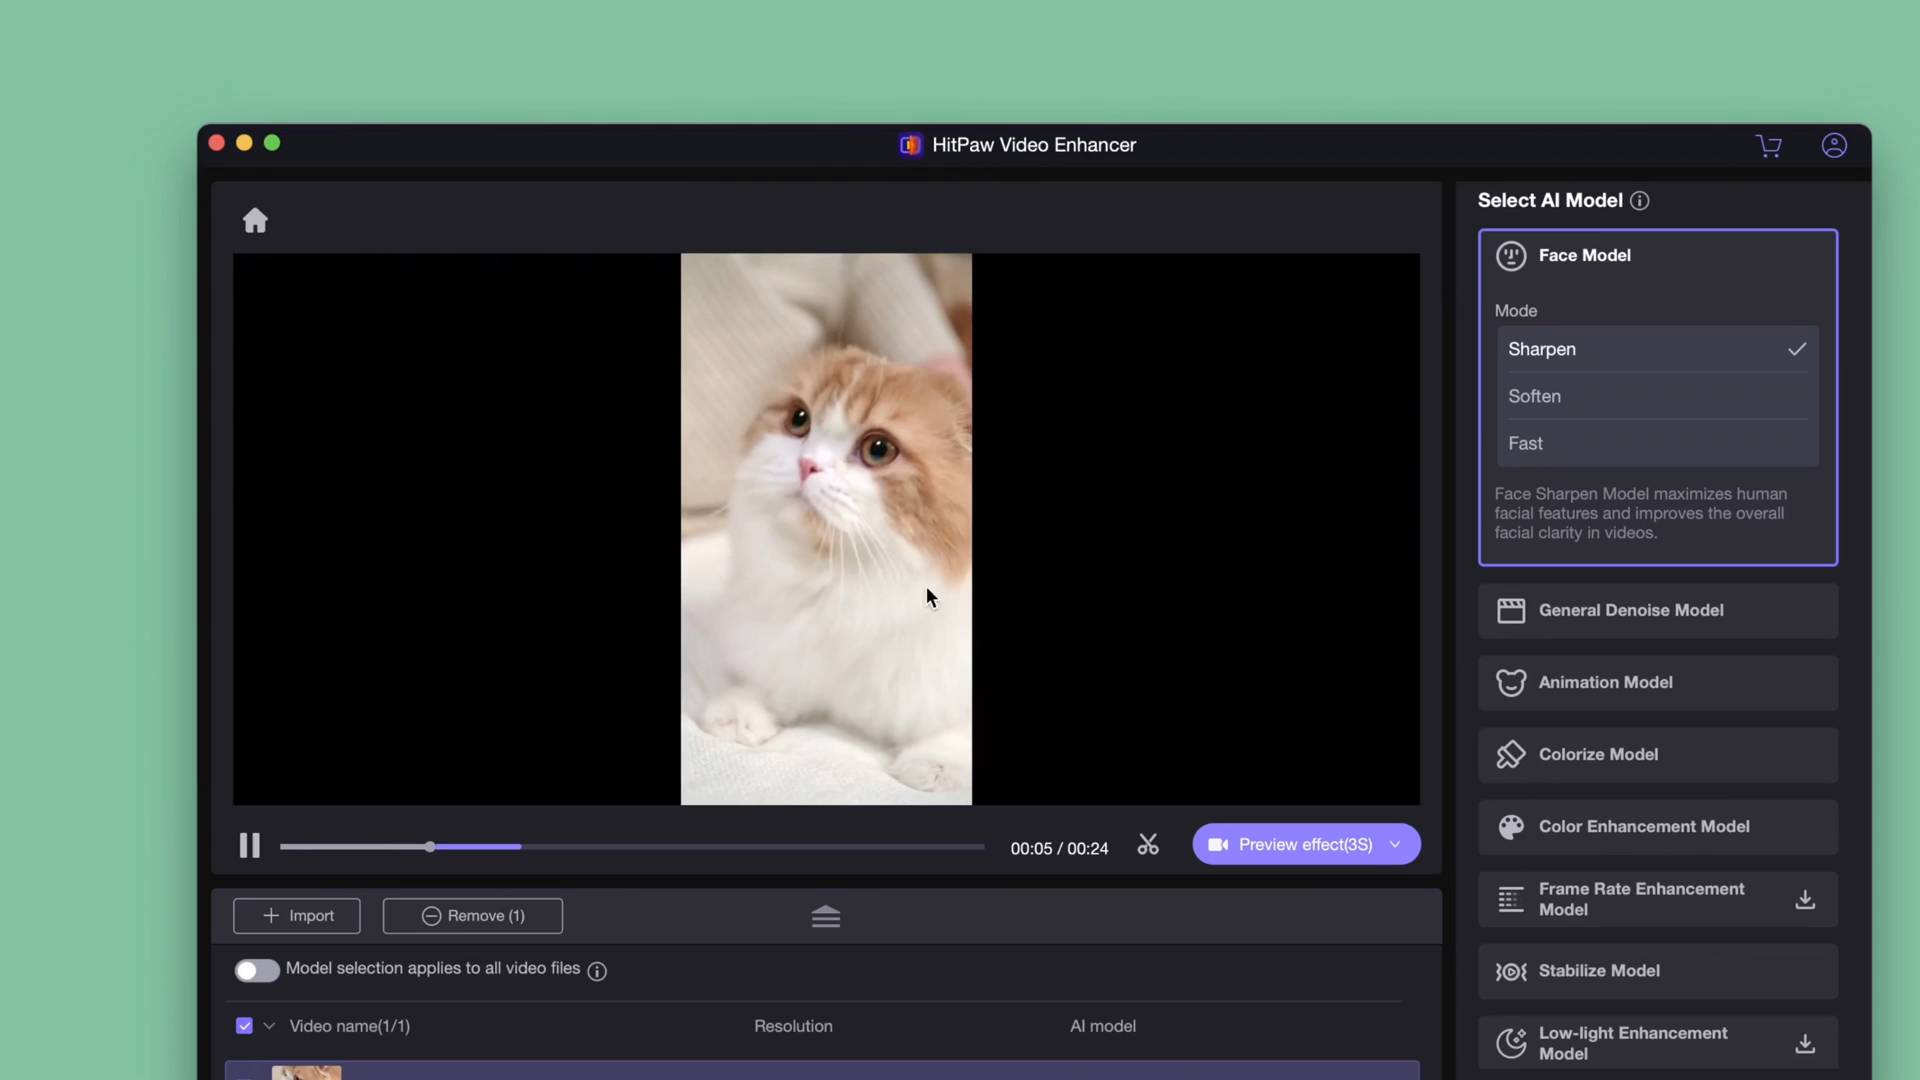 HitPaw Video Enhancer
Select AI Model
Face Model
Mode
Sharpen
Soften
Fast
Face Sharpen Model maximizes human
facial features and improves the overall
facial clarity in videos.
General Denoise Model
Animation Model
Colorize Model
Color Enhancement Model
Frame Rate Enhancement
Model
Stabilize Model
Low-light Enhancement
Model
00:05 / 00:24
Preview effect(3S)
Import
Remove (1)
Model selection applies to all video files
Video name(1/1)
Resolution
AI model